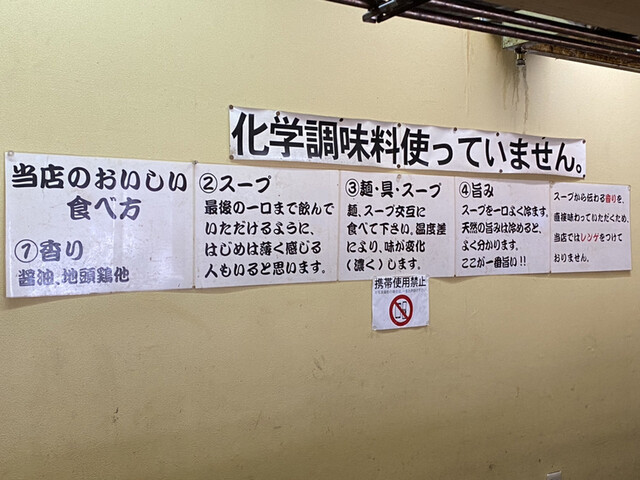 化学調味料使っていません。
当店のおいしい
食べ方
①香り
醤油、地頭鶏他
②スープ
最後の一口まで飲んで
いただけるように、
はじめは薄く感じる
人もいると思います。
③麺・具・スープ
麺、スープ交互に
食べて下さい。温度差
により、味が変化
(濃く)します。
④旨み
スープを一口よく冷ます。
天然の旨みは冷めると、
よく分かります。
ここが一番旨い!!
スープから伝わる香りを、
直接味わっていただくため、
当店ではレンゲをつけて
おりません。
携帯使用禁止